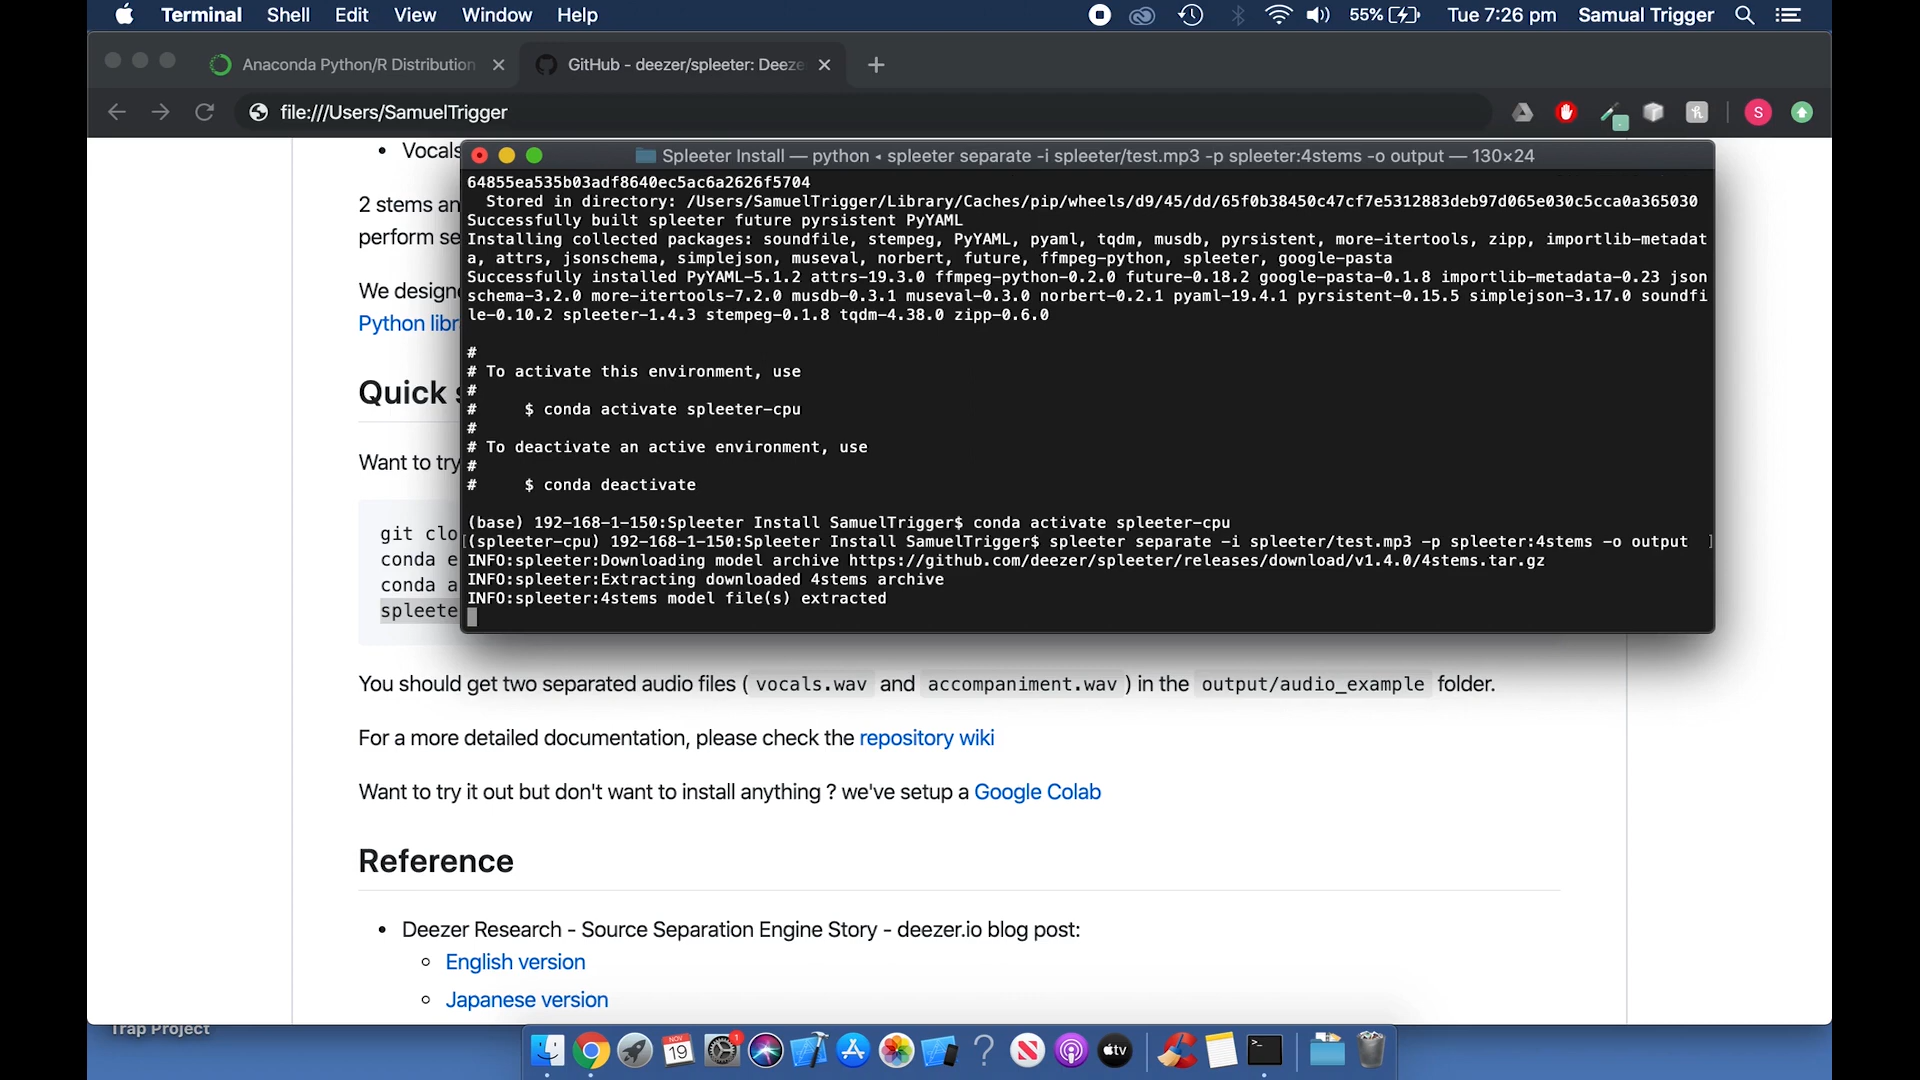 Terminal Shell Edit View Window Help 55% Tue 7:26 pm Samual Trigger
Anaconda Python/R Distribution GitHub - deezer/spleeter: Deeze
file:///Users/SamuelTrigger S
Spleeter Install — python ◂ spleeter separate -i spleeter/test.mp3 -p spleeter:4stems -o output — 130×24
64855ea535b03adf8640ec5ac6a2626f5704
Stored in directory: /Users/SamuelTrigger/Library/Caches/pip/wheels/d9/45/dd/65f0b38450c47cf7e5312883deb97d065e030c5cca0a365030
Successfully built spleeter future pyrsistent PyYAML
Installing collected packages: soundfile, stempeg, PyYAML, pyaml, tqdm, musdb, pyrsistent, more-itertools, zipp, importlib-metadat
a, attrs, jsonschema, simplejson, museval, norbert, future, ffmpeg-python, spleeter, google-pasta
Successfully installed PyYAML-5.1.2 attrs-19.3.0 ffmpeg-python-0.2.0 future-0.18.2 google-pasta-0.1.8 importlib-metadata-0.23 json
schema-3.2.0 more-itertools-7.2.0 musdb-0.3.1 museval-0.3.0 norbert-0.2.1 pyaml-19.4.1 pyrsistent-0.15.5 simplejson-3.17.0 soundfi
le-0.10.2 spleeter-1.4.3 stempeg-0.1.8 tqdm-4.38.0 zipp-0.6.0
#
# To activate this environment, use
#
# $ conda activate spleeter-cpu
#
# To deactivate an active environment, use
#
# $ conda deactivate
(base) 192-168-1-150:Spleeter Install SamuelTrigger$ conda activate spleeter-cpu
[(spleeter-cpu) 192-168-1-150:Spleeter Install SamuelTrigger$ spleeter separate -i spleeter/test.mp3 -p spleeter:4stems -o output ]
INFO:spleeter:Downloading model archive https://github.com/deezer/spleeter/releases/download/v1.4.0/4stems.tar.gz
INFO:spleeter:Extracting downloaded 4stems archive
INFO:spleeter:4stems model file(s) extracted
• Vocals
2 stems an
perform se
We designe
Python libr
Quick s
Want to try
git clo
conda e
conda a
spleete
You should get two separated audio files ( vocals.wav and accompaniment.wav ) in the output/audio_example folder.
For a more detailed documentation, please check the repository wiki
Want to try it out but don't want to install anything ? we've setup a Google Colab
Reference
• Deezer Research - Source Separation Engine Story - deezer.io blog post:
◦ English version
◦ Japanese version
Trap Project
NOV
19
1
tv